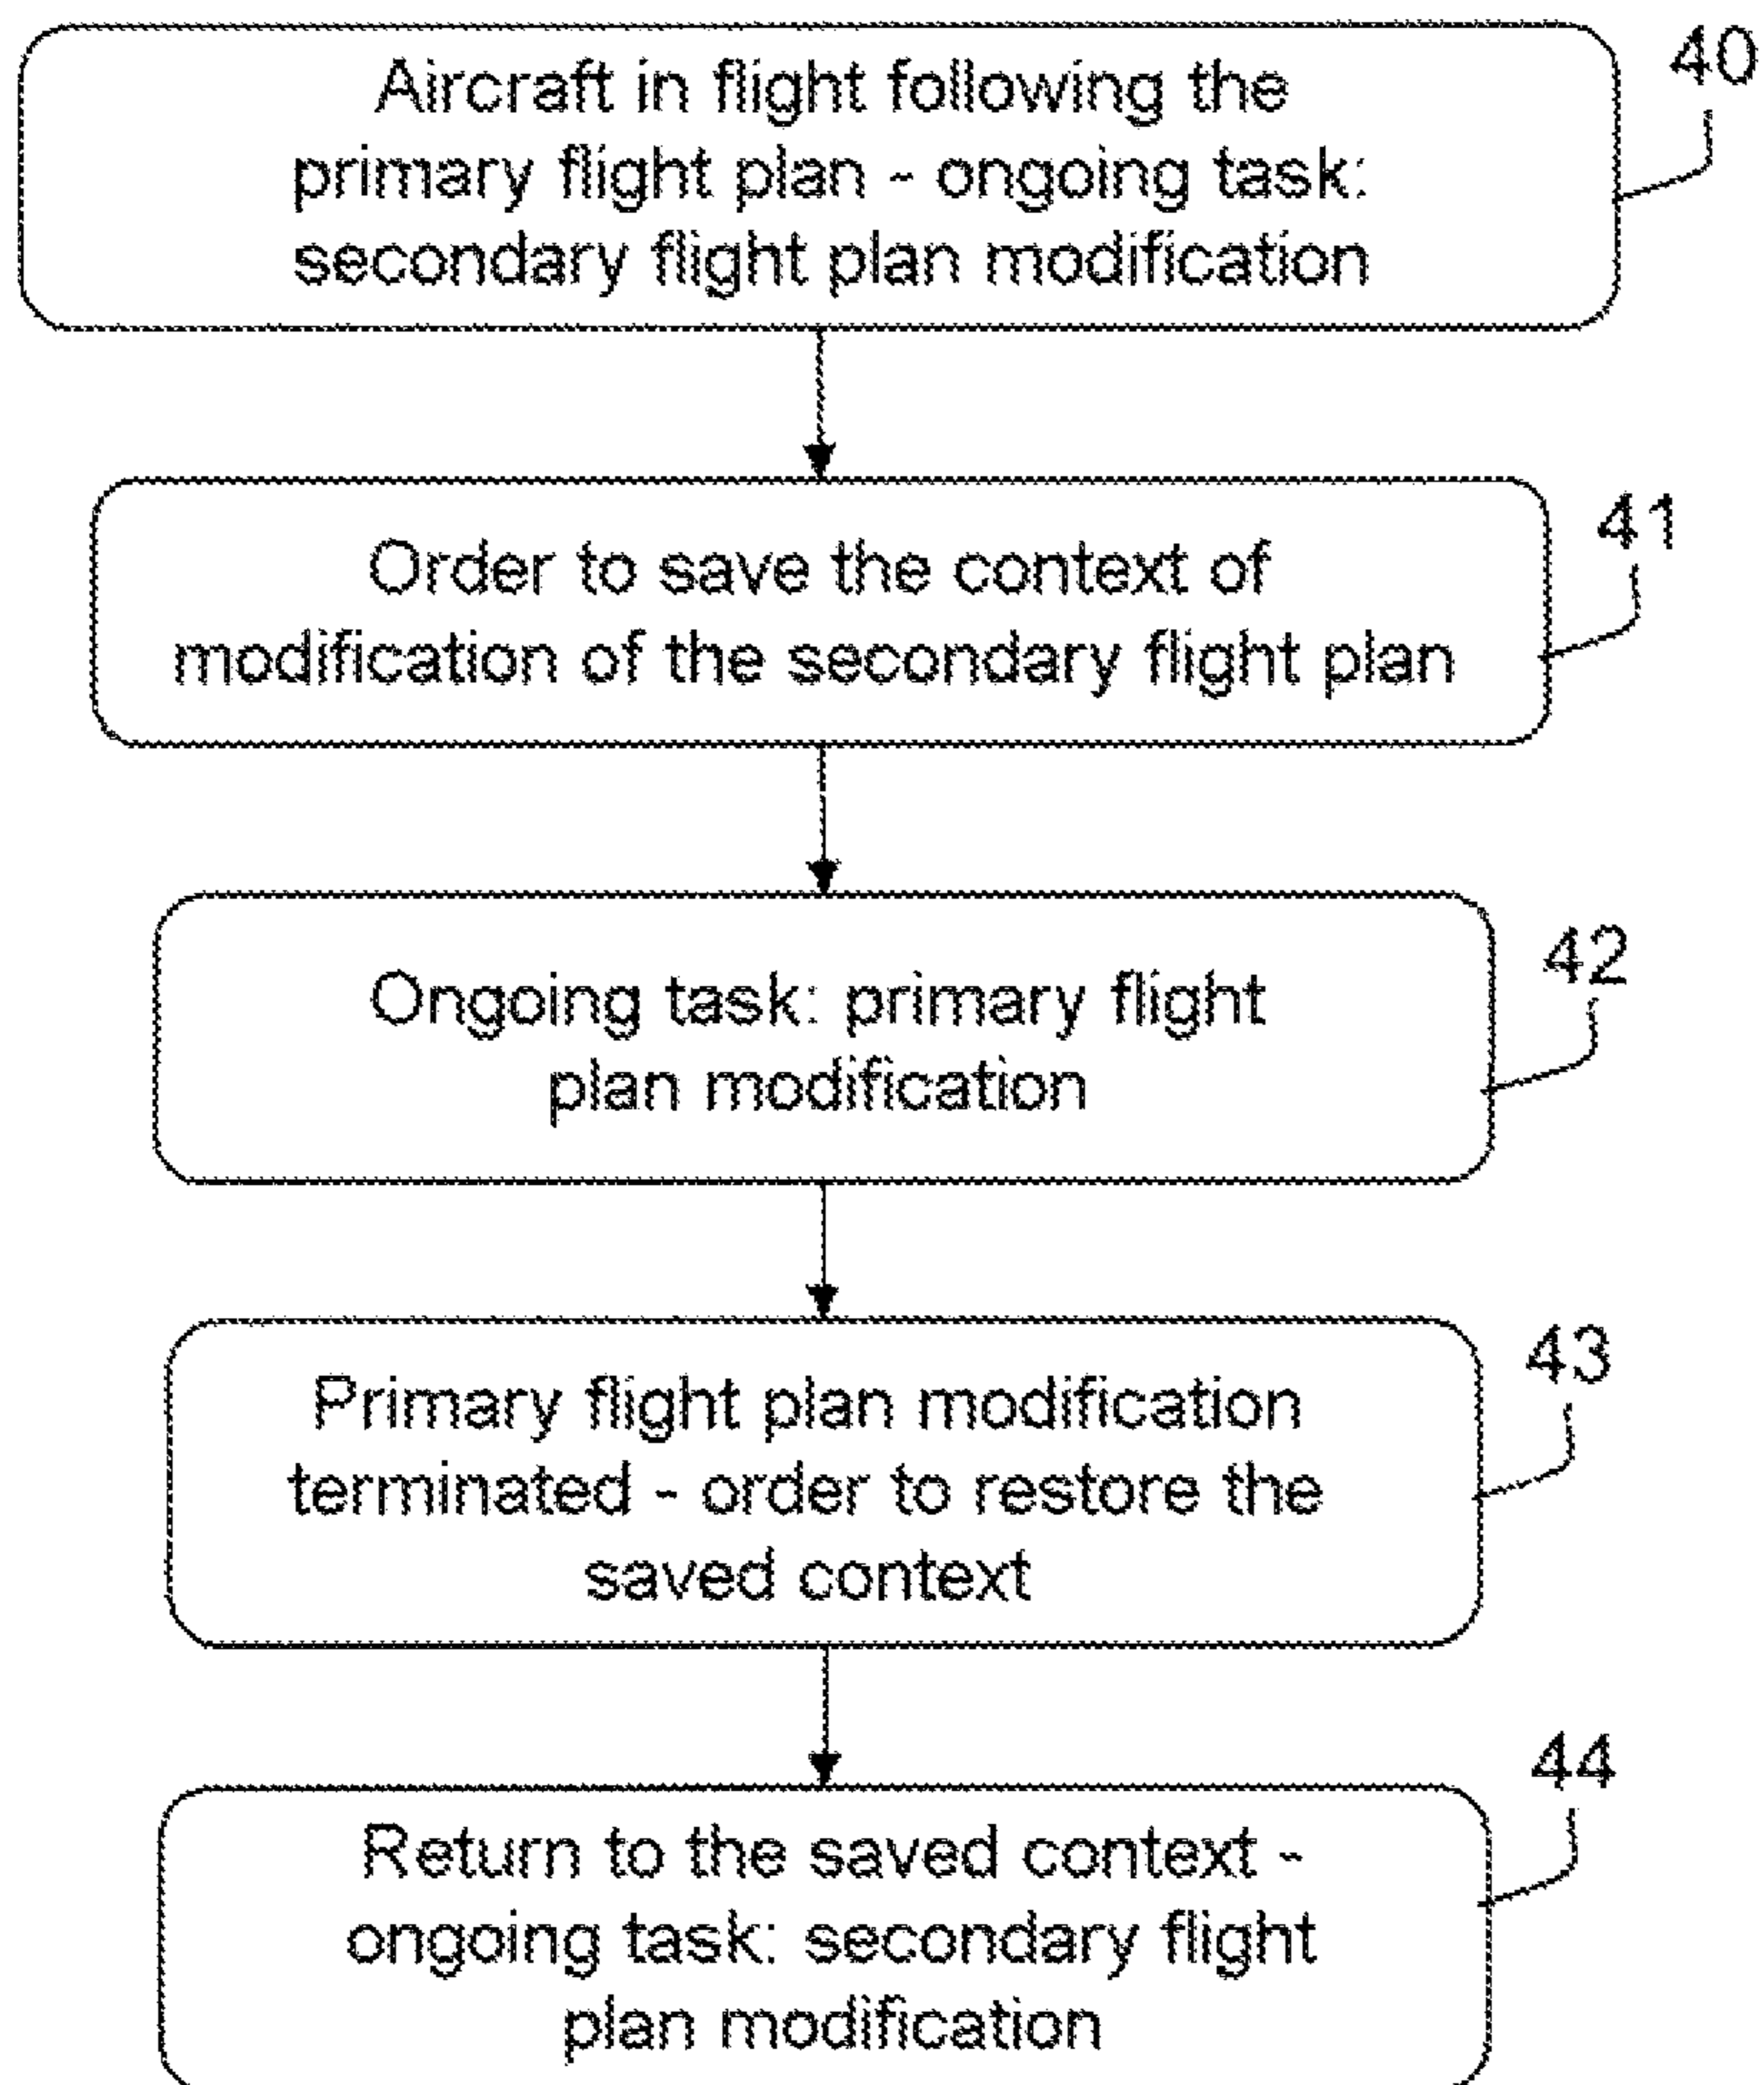 40
Aircraft in flight following the
primary flight plan - ongoing task:
secondary flight plan modification
41
Order to save the context of
modification of the secondary flight plan
42
Ongoing task: primary flight
plan modification
43
Primary flight plan modification
terminated - order to restore the
saved context
44
Return to the saved context -
ongoing task: secondary flight
plan modification